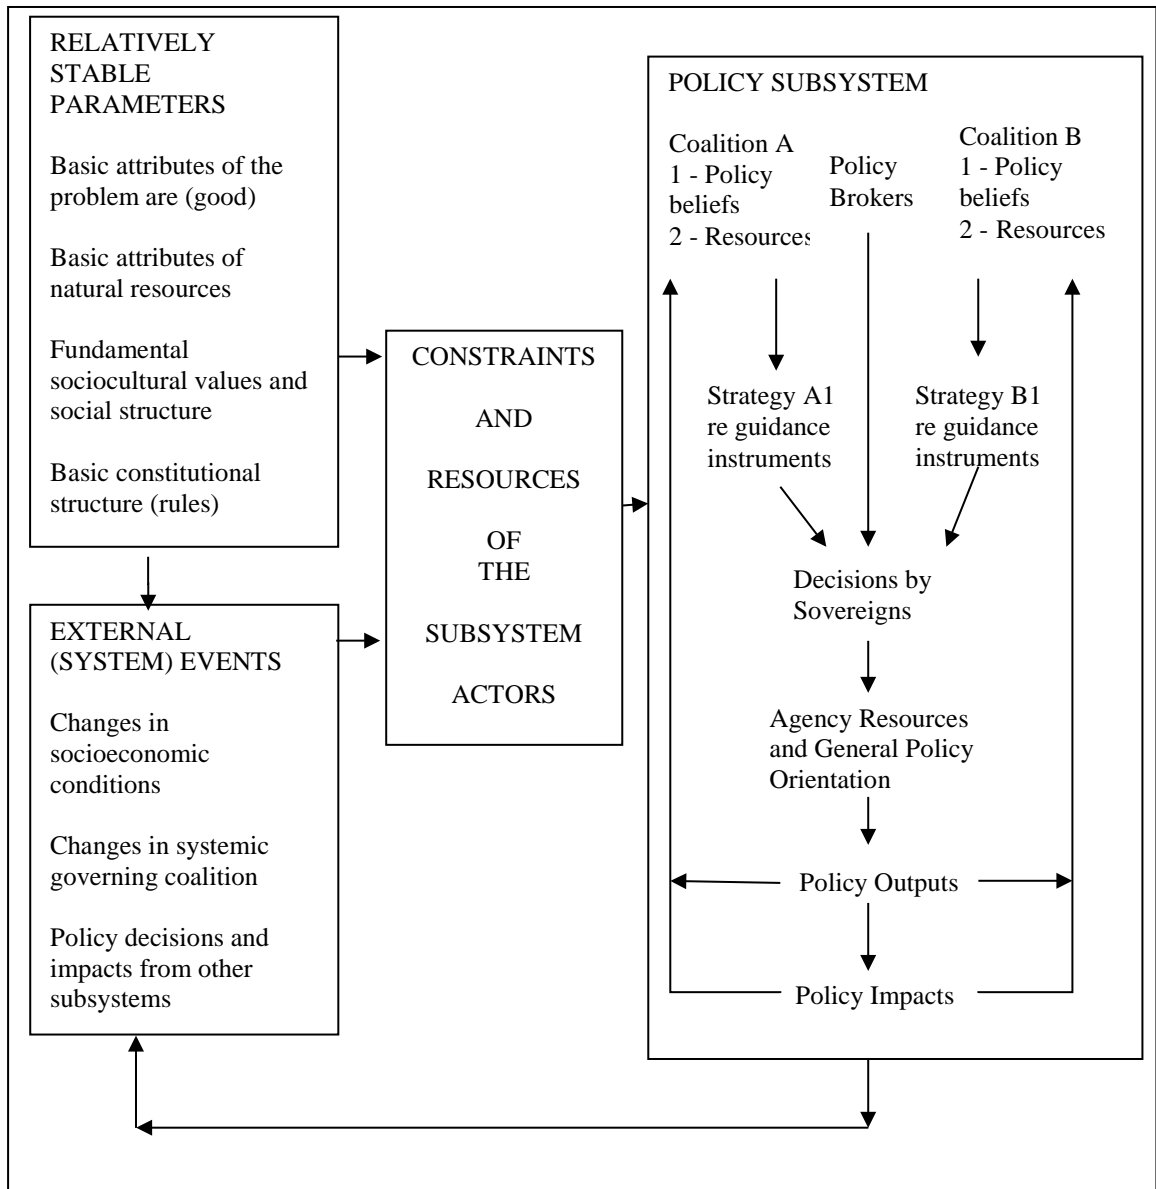 RELATIVELY
STABLE
PARAMETERS
Basic attributes of the
problem are (good)
Basic attributes of
natural resources
Fundamental
sociocultural values and
social structure
Basic constitutional
structure (rules)
EXTERNAL
(SYSTEM) EVENTS
Changes in
socioeconomic
conditions
Changes in systemic
governing coalition
Policy decisions and
impacts from other
subsystems
CONSTRAINTS
AND
RESOURCES
OF
THE
SUBSYSTEM
ACTORS
POLICY SUBSYSTEM
Coalition A
1 - Policy
beliefs
2 - Resources
Policy
Brokers
Coalition B
1 - Policy
beliefs
2 - Resources
Strategy A1
re guidance
instruments
Strategy B1
re guidance
instruments
Decisions by
Sovereigns
Agency Resources
and General Policy
Orientation
Policy Outputs
Policy Impacts